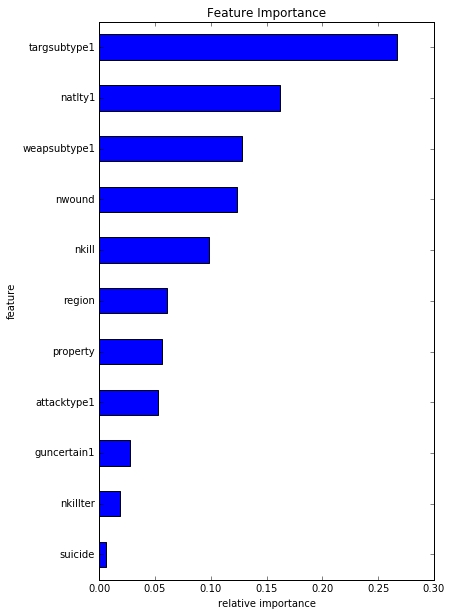 Feature Importance
targsubtype1
natlty1
weapsubtype1
nwound
nkill
region
property
attacktype1
guncertain1
nkillter
suicide
feature
0.00 0.05 0.10 0.15 0.20 0.25 0.30
relative importance